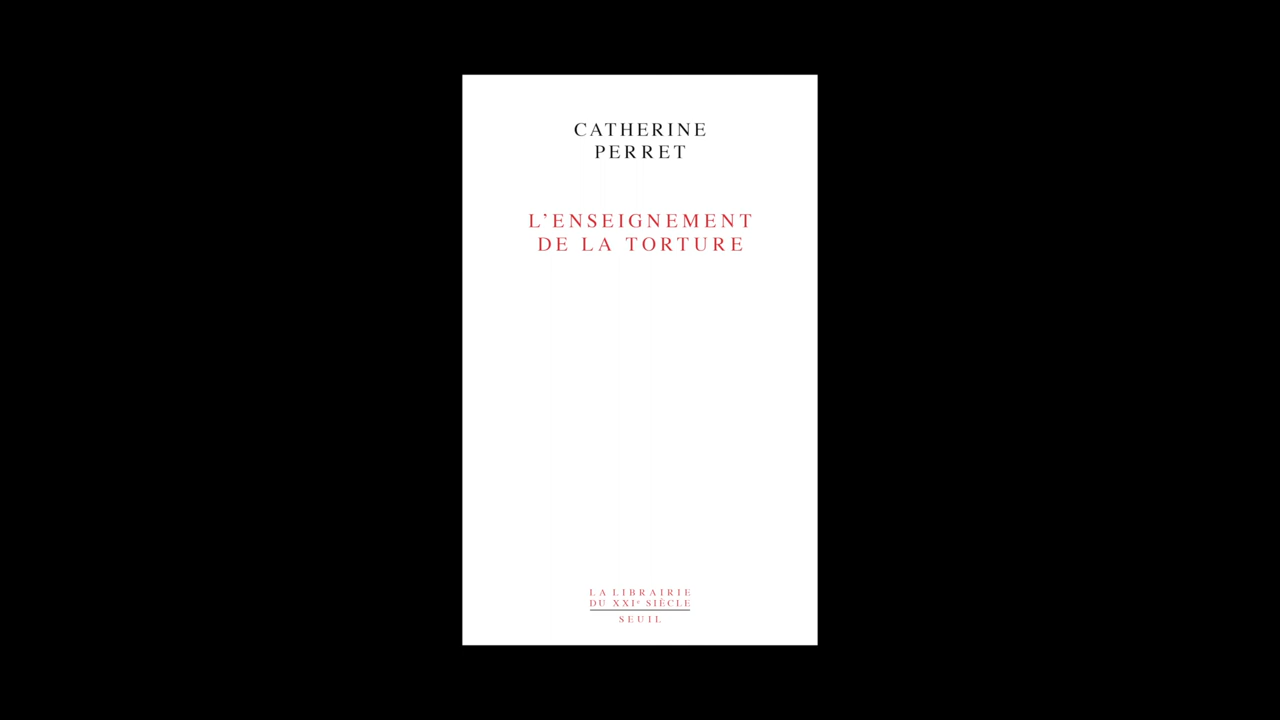 CATHERINE
PERRET
L’ENSEIGNEMENT
DE LA TORTURE
LA LIBRAIRIE
DU XXIᵉ SIÈCLE
SEUIL